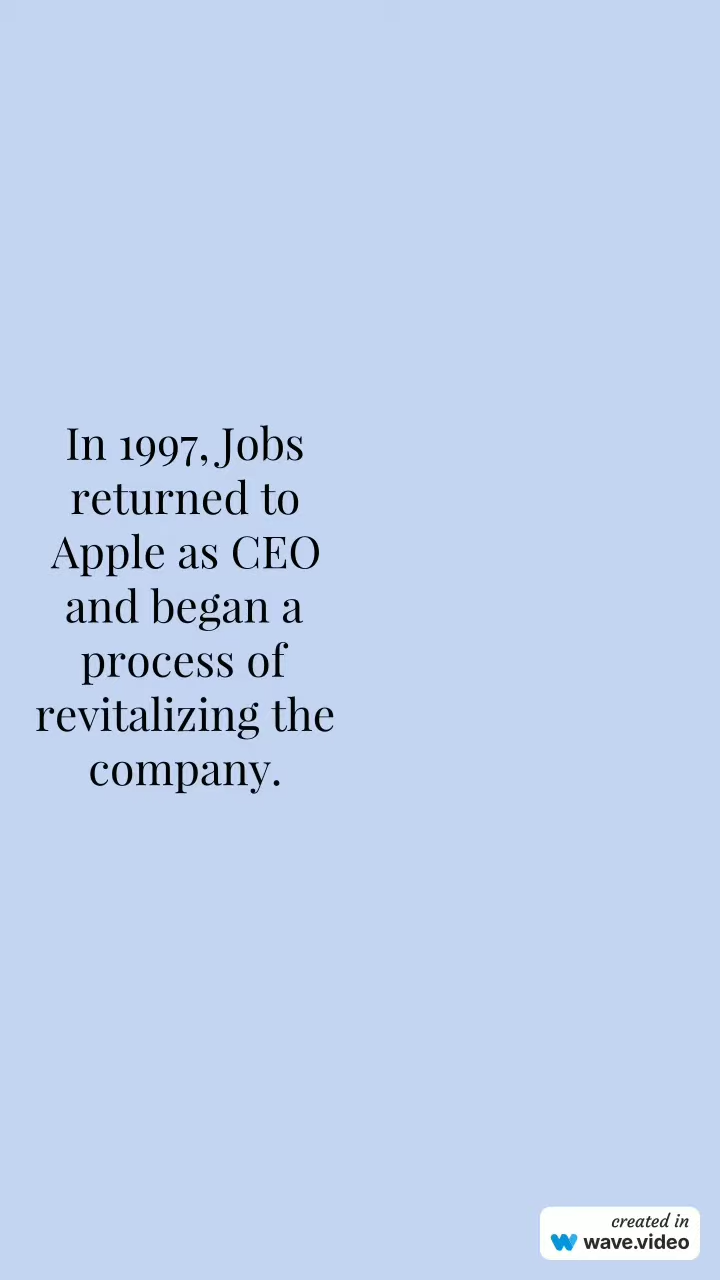 In 1997, Jobs
returned to
Apple as CEO
and began a
process of
revitalizing the
company.
created in
wave.video